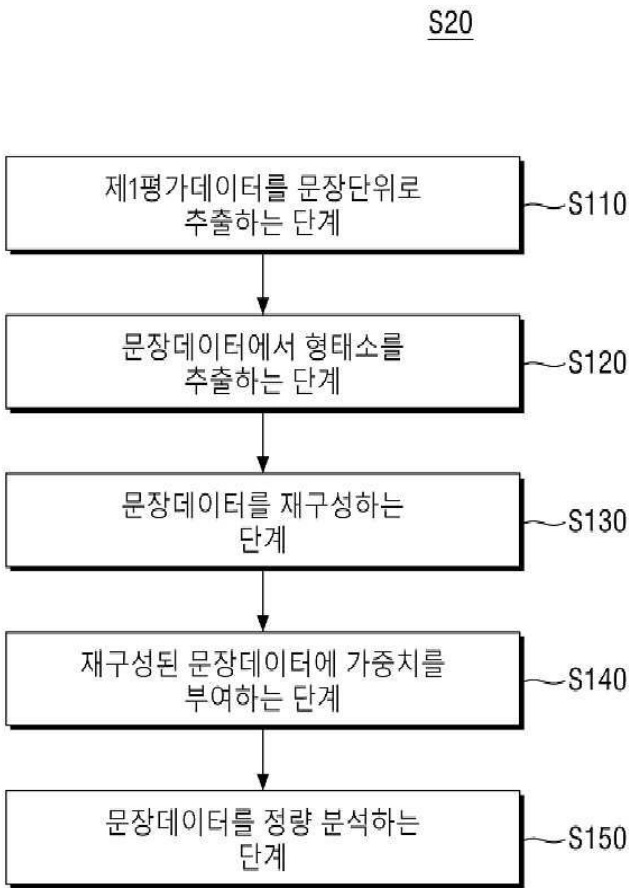 S20
제1평가데이터를 문장단위로
추출하는 단계
S110
문장데이터에서 형태소를
추출하는 단계
S120
문장데이터를 재구성하는
단계
S130
재구성된 문장데이터에 가중치를
부여하는 단계
S140
문장데이터를 정량 분석하는
단계
S150